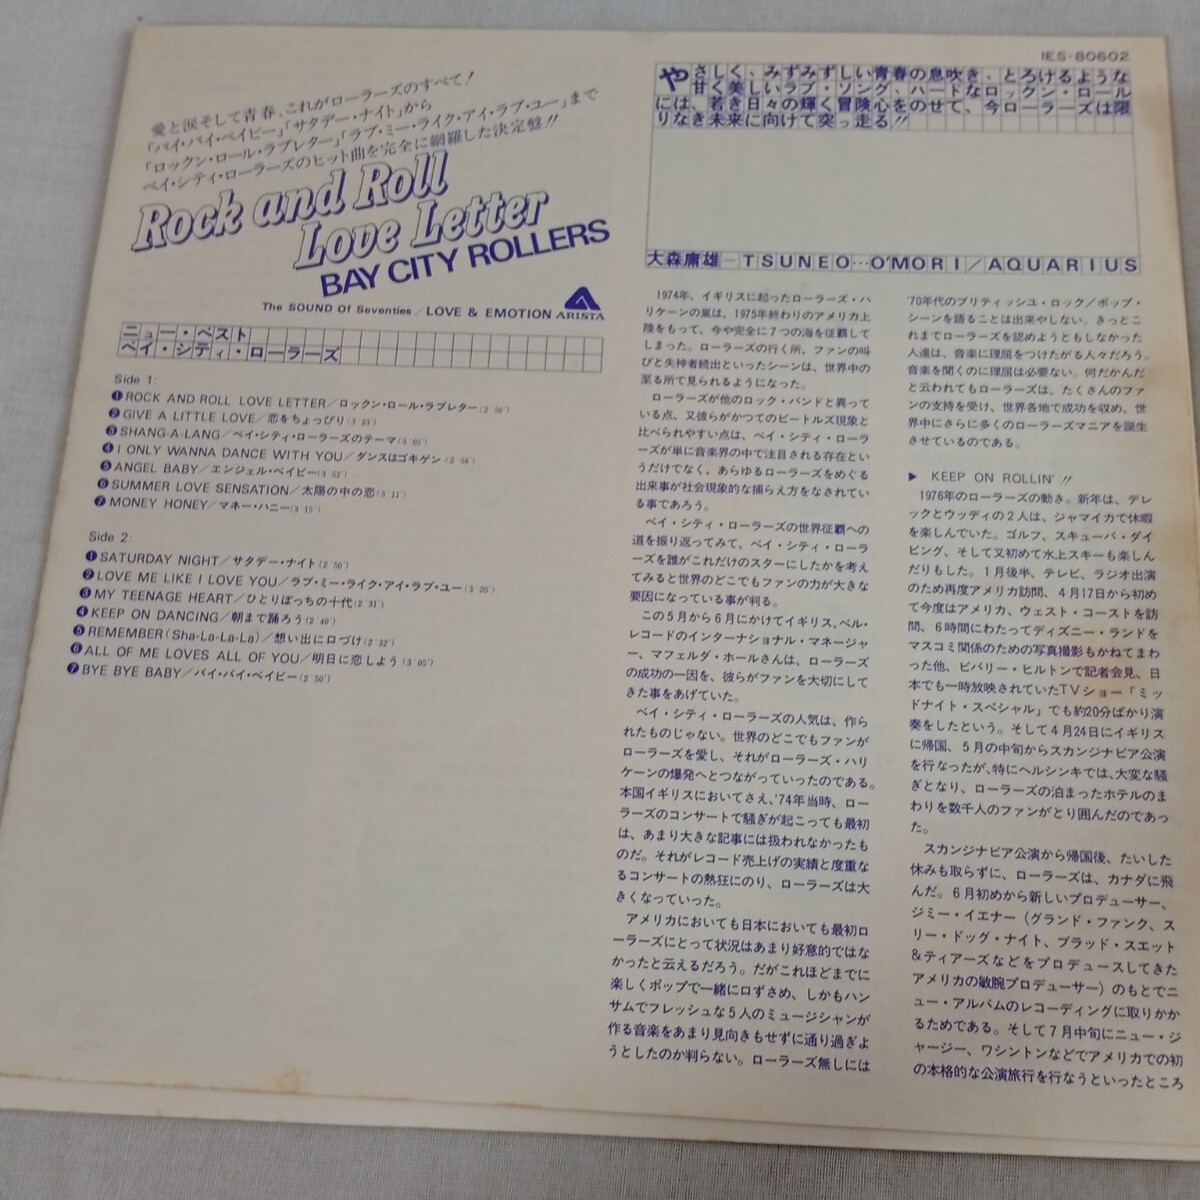 愛と涙そして青春、これがローラーズのすべて!
「バイ・バイ・ベイビー」「サタデー・ナイト」から
「ロックン・ロール・ラブレター」「ラブ・ミー・ライク・アイ・ラブ・ユー」まで
ベイ・シティ・ローラーズのヒット曲を完全に網羅した決定盤!!
Rock and Roll
Love Letter
BAY CITY ROLLERS
The SOUND Of Seventies/LOVE & EMOTION ARISTA
ニュー・ベスト
ベイ・シティ・ローラーズ
Side 1:
❶ROCK AND ROLL LOVE LETTER/ロックン・ロール・ラブレター(2'56")
❷GIVE A LITTLE LOVE/恋をちょっぴり(3'23")
❸SHANG-A-LANG/ベイ・シティ・ローラーズのテーマ(3'05")
❹I ONLY WANNA DANCE WITH YOU/ダンスはゴキゲン(2'56")
❺ANGEL BABY/エンジェル・ベイビー(3'52")
❻SUMMER LOVE SENSATION/太陽の中の恋(3'11")
❼MONEY HONEY/マネー・ハニー(3'15")
Side 2:
❶SATURDAY NIGHT/サタデー・ナイト(2'56")
❷LOVE ME LIKE I LOVE YOU/ラブ・ミー・ライク・アイ・ラブ・ユー(3'20")
❸MY TEENAGE HEART/ひとりぼっちの十代(2'31")
❹KEEP ON DANCING/朝まで踊ろう(2'40")
❺REMEMBER(Sha-La-La-La)/想い出に口づけ(2'32")
❻ALL OF ME LOVES ALL OF YOU/明日に恋しよう(3'05")
❼BYE BYE BABY/バイ・バイ・ベイビー(2'50")
IES-80602
やさしく、みずみずしい青春の息吹き、とろけるような
甘く美しいラブ・ソング、ハードなロックン・ロール
には、若き日々の輝く冒険心をのせて、今ローラーズは限
りなき未来に向けて突っ走る!!
大森庸雄—TSUNEO…O'MORI/AQUARIUS
1974年、イギリスに起ったローラーズ・ハ
リケーンの嵐は、1975年終わりのアメリカ上
陸をもって、今や完全に7つの海を征覇して
しまった。ローラーズの行く所、ファンの叫
びと失神者続出といったシーンは、世界中の
至る所で見られるようになった。
ローラーズが他のロック・バンドと異って
いる点、又彼らがかつてのビートルズ現象と
比べられやすい点は、ベイ・シティ・ローラ
ーズが単に音楽界の中で注目される存在とい
うだけでなく、あらゆるローラーズをめぐる
出来事が社会現象的な捕らえ方をなされてい
る事であろう。
ベイ・シティ・ローラーズの世界征覇への
道を振り返ってみて、ベイ・シティ・ローラ
ーズを誰がこれだけのスターにしたかを考え
てみると世界のどこでもファンの力が大きな
要因になっている事が判る。
この5月から6月にかけてイギリス、ベル・
レコードのインターナショナル・マネージャ
ー、マフェルダ・ホールさんは、ローラーズ
の成功の一因を、彼らがファンを大切にして
きた事をあげていた。
ベイ・シティ・ローラーズの人気は、作ら
れたものじゃない。世界のどこでもファンが
ローラーズを愛し、それがローラーズ・ハリ
ケーンの爆発へとつながっていったのである。
本国イギリスにおいてさえ、'74年当時、ロー
ラーズのコンサートで騒ぎが起こっても最初
は、あまり大きな記事には扱われなかったも
のだ。それがレコード売上げの実績と度重な
るコンサートの熱狂にのり、ローラーズは大
きくなっていった。
アメリカにおいても日本においても最初ロ
ーラーズにとって状況はあまり好意的ではな
かったと云えるだろう。だがこれほどまでに
楽しくポップで一緒に口ずさめ、しかもハン
サムでフレッシュな5人のミュージシャンが
作る音楽をあまり見向きもせずに通り過ぎよ
うとしたのか判らない。ローラーズ無しには
'70年代のブリティッシュ・ロック/ポップ・
シーンを語ることは出来やしない。きっとこ
れまでローラーズを認めようともしなかった
人達は、音楽に理屈をつけたがる人々だろう。
音楽を聞くのに理屈は必要ない。何だかんだ
と云われてもローラーズは、たくさんのファ
ンの支持を受け、世界各地で成功を収め、世
界中にさらに多くのローラーズマニアを誕生
させているのである。
▶ KEEP ON ROLLIN'!!
1976年のローラーズの動き。新年は、デレ
ックとウッディの2人は、ジャマイカで休暇
を楽しんでいた。ゴルフ、スキューバ・ダイ
ビング、そして又初めて水上スキーも楽しん
だりもした。1月後半、テレビ、ラジオ出演
のため再度アメリカ訪問、4月17日から初め
て今度はアメリカ、ウェスト・コーストを訪
問、6時間にわたってディズニー・ランドを
マスコミ関係のための写真撮影もかねてまわ
った他、ビバリー・ヒルトンで記者会見、日
本でも一時放映されていたTVショー「ミッ
ドナイト・スペシャル」でも約20分ばかり演
奏をしたという。そして4月24日にイギリス
に帰国、5月の中旬からスカンジナビア公演
を行なったが、特にヘルシンキでは、大変な騒
ぎとなり、ローラーズの泊まったホテルのま
わりを数千人のファンがとり囲んだのであっ
た。
スカンジナビア公演から帰国後、たいした
休みも取らずに、ローラーズは、カナダに飛
んだ。6月初めから新しいプロデューサー、
ジミー・イエナー(グランド・ファンク、ス
リー・ドッグ・ナイト、ブラッド・スエット
&ティアーズなどをプロデュースしてきた
アメリカの敏腕プロデューサー)のもとでニ
ュー・アルバムのレコーディングに取りかか
るためである。そして7月中旬にニュー・ジ
ャージー、ワシントンなどでアメリカでの初
の本格的な公演旅行を行なうといったところ